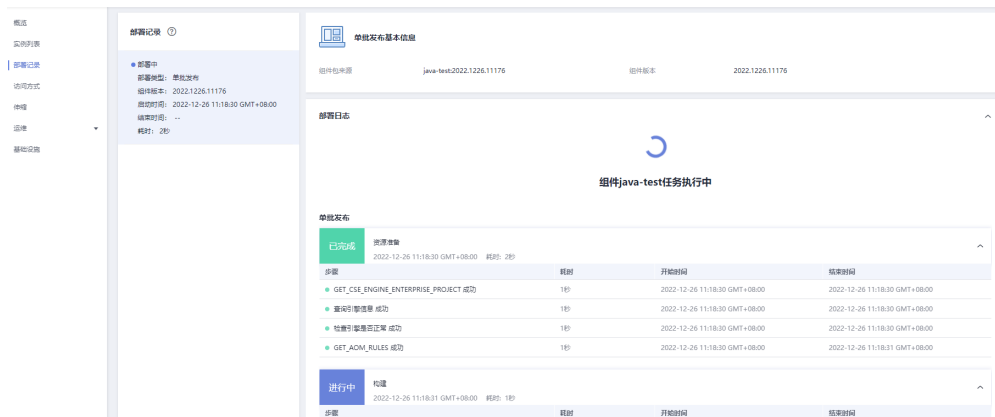 概览
实例列表
部署记录
访问方式
伸缩
运维
基础设施
部署记录
部署中
部署类型： 单批发布
组件版本： 2022.1226.11176
启动时间： 2022-12-26 11:18:30 GMT+08:00
结束时间： --
耗时： 2秒
单批发布基本信息
组件包来源 java-test:2022.1226.11176 组件版本 2022.1226.11176
部署日志
组件java-test任务执行中
单批发布
已完成 资源准备
2022-12-26 11:18:30 GMT+08:00 耗时: 2秒
步骤 耗时 开始时间 结束时间
GET_CSE_ENGINE_ENTERPRISE_PROJECT 成功 1秒 2022-12-26 11:18:30 GMT+08:00 2022-12-26 11:18:30 GMT+08:00
查询引擎信息 成功 1秒 2022-12-26 11:18:30 GMT+08:00 2022-12-26 11:18:30 GMT+08:00
检查引擎是否正常 成功 1秒 2022-12-26 11:18:30 GMT+08:00 2022-12-26 11:18:30 GMT+08:00
GET_AOM_RULES 成功 1秒 2022-12-26 11:18:30 GMT+08:00 2022-12-26 11:18:31 GMT+08:00
进行中 构建
2022-12-26 11:18:31 GMT+08:00 耗时: 1秒
步骤 耗时 开始时间 结束时间